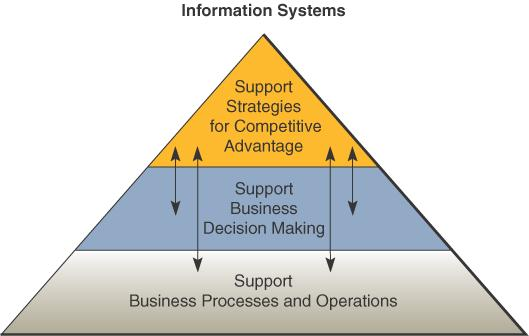 Information Systems
Support
Strategies
for Competitive
Advantage
Support
Business
Decision Making
Support
Business Processes and Operations